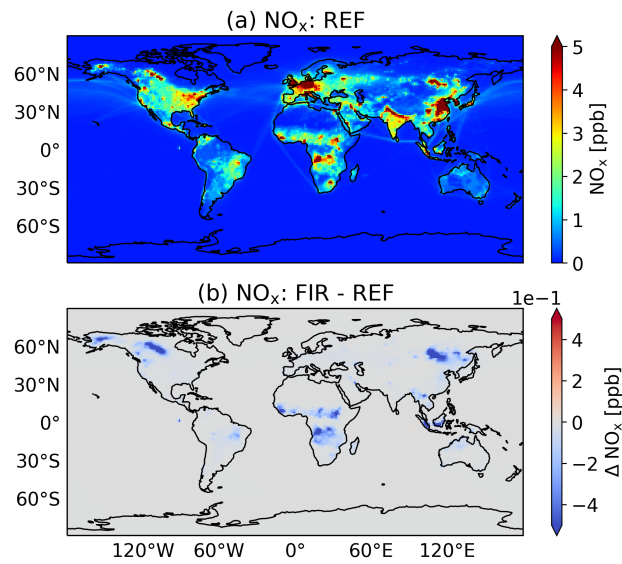 (a) NOₓ: REF
60°N
30°N
0°
30°S
60°S
5
4
3
2
1
0
NOₓ [ppb]
(b) NOₓ: FIR - REF
1e−1
60°N
30°N
0°
30°S
60°S
120°W 60°W 0° 60°E 120°E
4
2
0
−2
−4
Δ NOₓ [ppb]